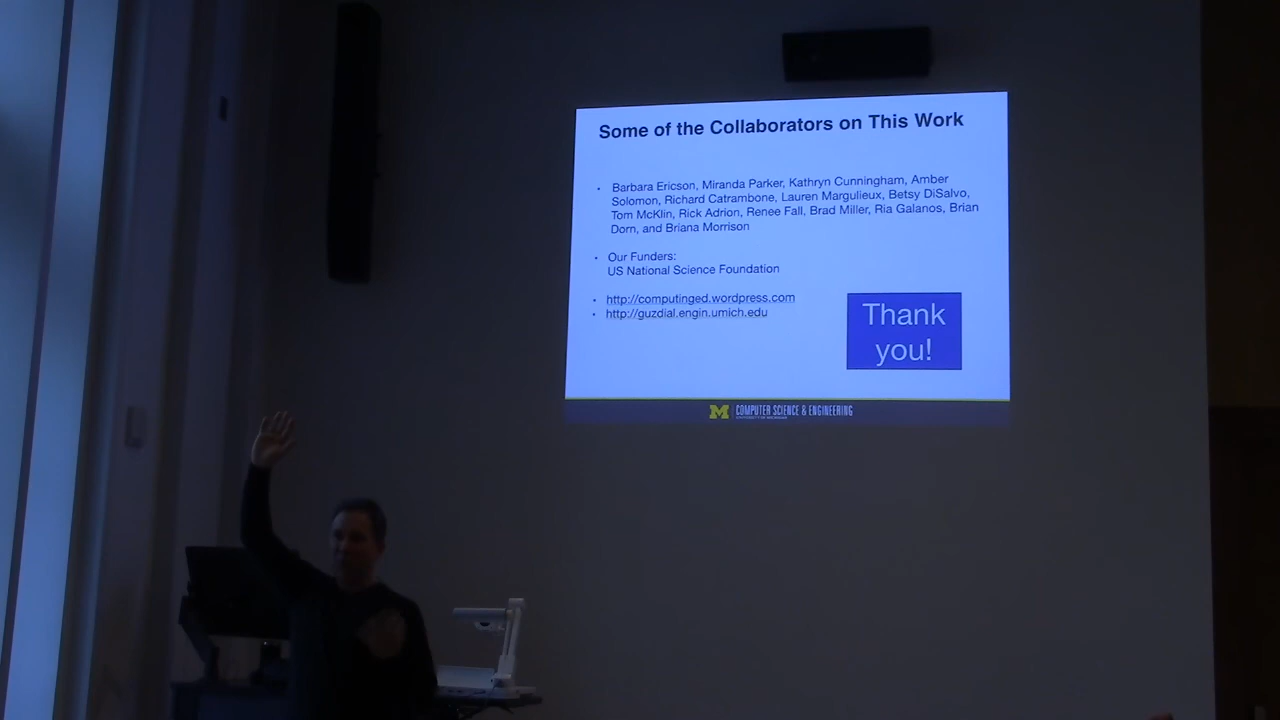 Some of the Collaborators on This Work
• Barbara Ericson, Miranda Parker, Kathryn Cunningham, Amber
Solomon, Richard Catrambone, Lauren Margulieux, Betsy DiSalvo,
Tom McKlin, Rick Adrion, Renee Fall, Brad Miller, Ria Galanos, Brian
Dorn, and Briana Morrison
• Our Funders:
US National Science Foundation
• http://computinged.wordpress.com
• http://guzdial.engin.umich.edu
Thank
you!
M COMPUTER SCIENCE & ENGINEERING